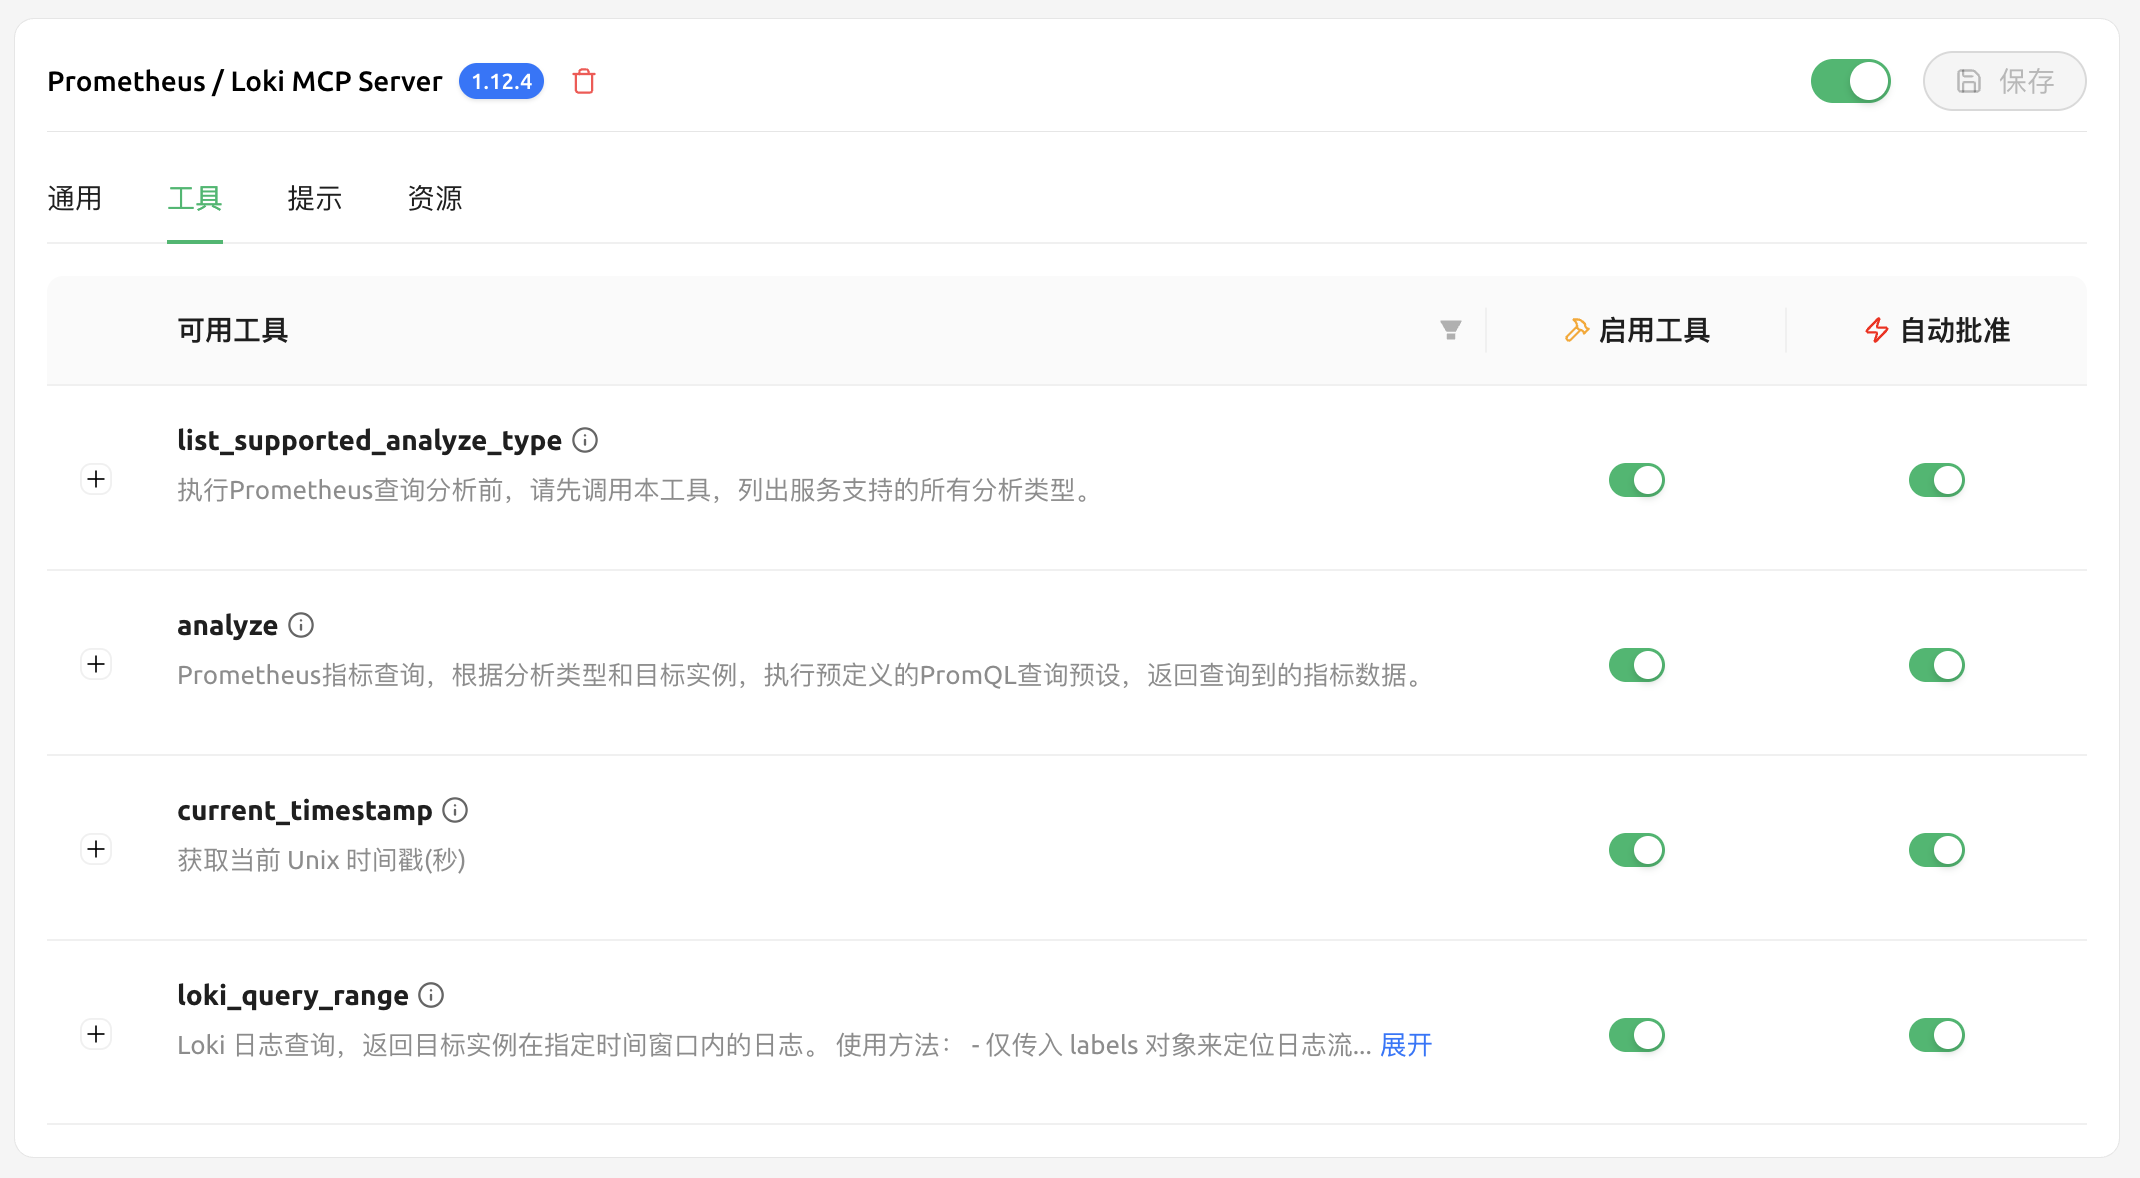 Prometheus / Loki MCP Server 1.12.4 保存
通用 工具 提示 资源
可用工具 启用工具 自动批准
list_supported_analyze_type
执行Prometheus查询分析前，请先调用本工具，列出服务支持的所有分析类型。
analyze
Prometheus指标查询，根据分析类型和目标实例，执行预定义的PromQL查询预设，返回查询到的指标数据。
current_timestamp
获取当前 Unix 时间戳(秒)
loki_query_range
Loki 日志查询，返回目标实例在指定时间窗口内的日志。 使用方法： - 仅传入 labels 对象来定位日志流... 展开